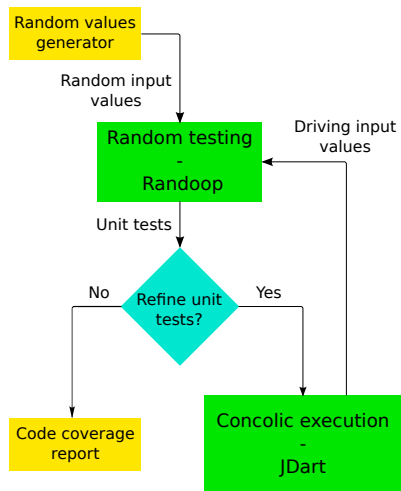 Random values
generator
Random input
values
Driving input
values
Random testing
-
Randoop
Unit tests
Refine unit
tests?
No
Yes
Concolic execution
-
JDart
Code coverage
report